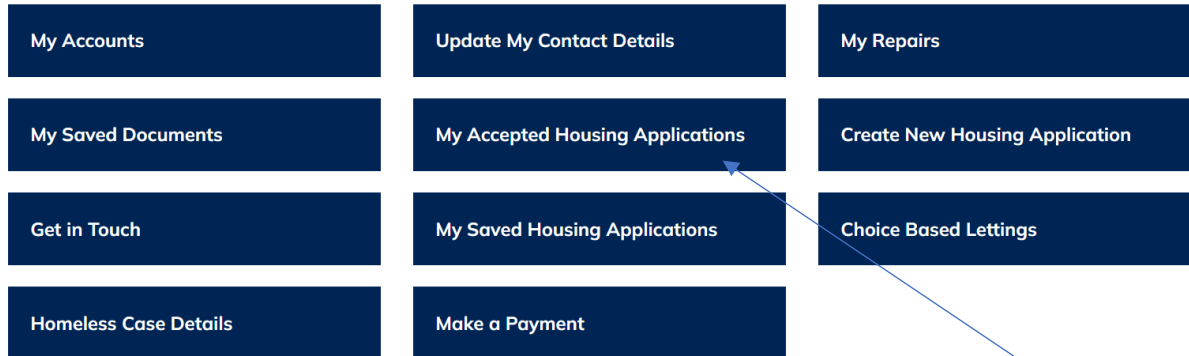 My Accounts
Update My Contact Details
My Repairs
My Saved Documents
My Accepted Housing Applications
Create New Housing Application
Get in Touch
My Saved Housing Applications
Choice Based Lettings
Homeless Case Details
Make a Payment